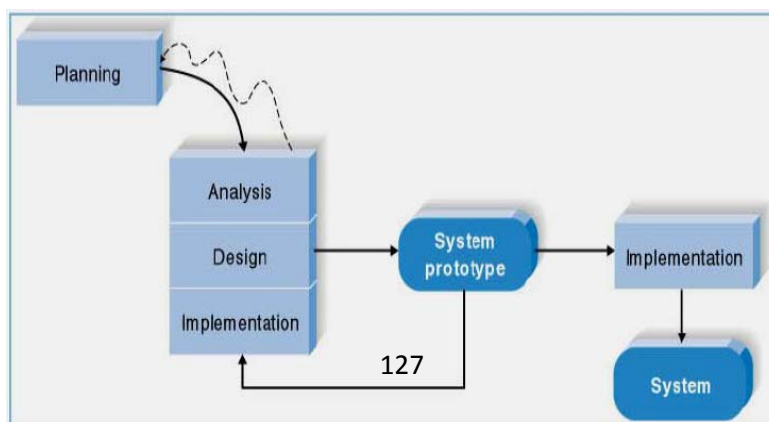 Planning
Analysis
Design
Implementation
System
prototype
Implementation
System
127